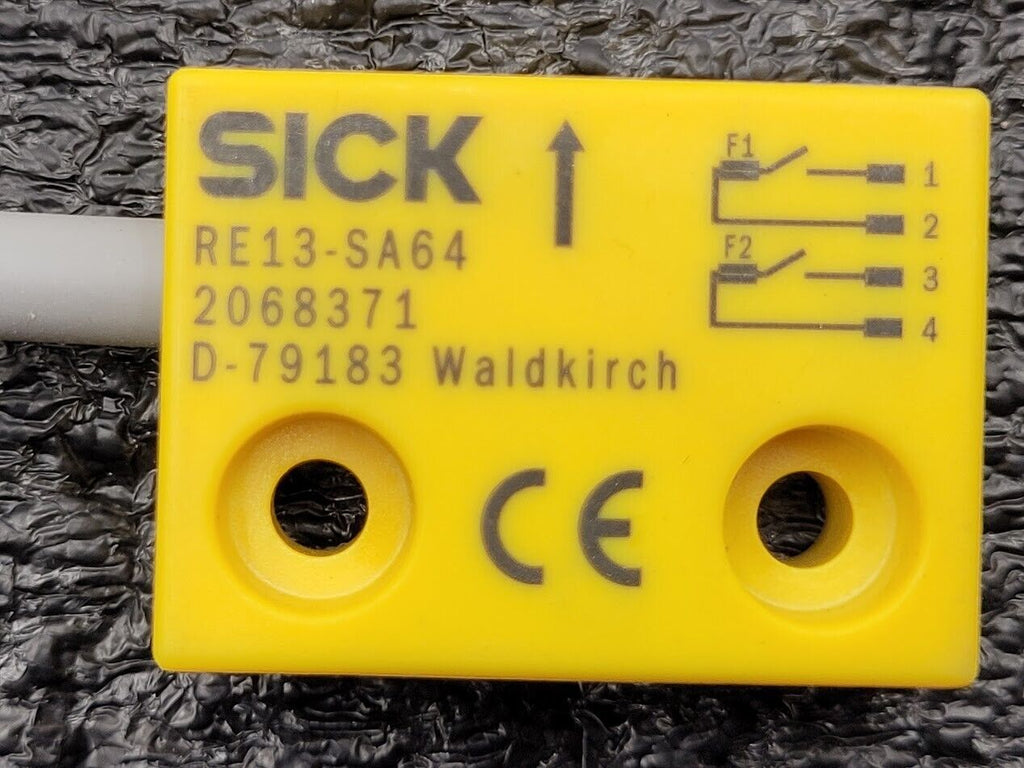 SICK
RE13-SA64
2068371
D-79183 Waldkirch
CE
F1
1
2
F2
3
4